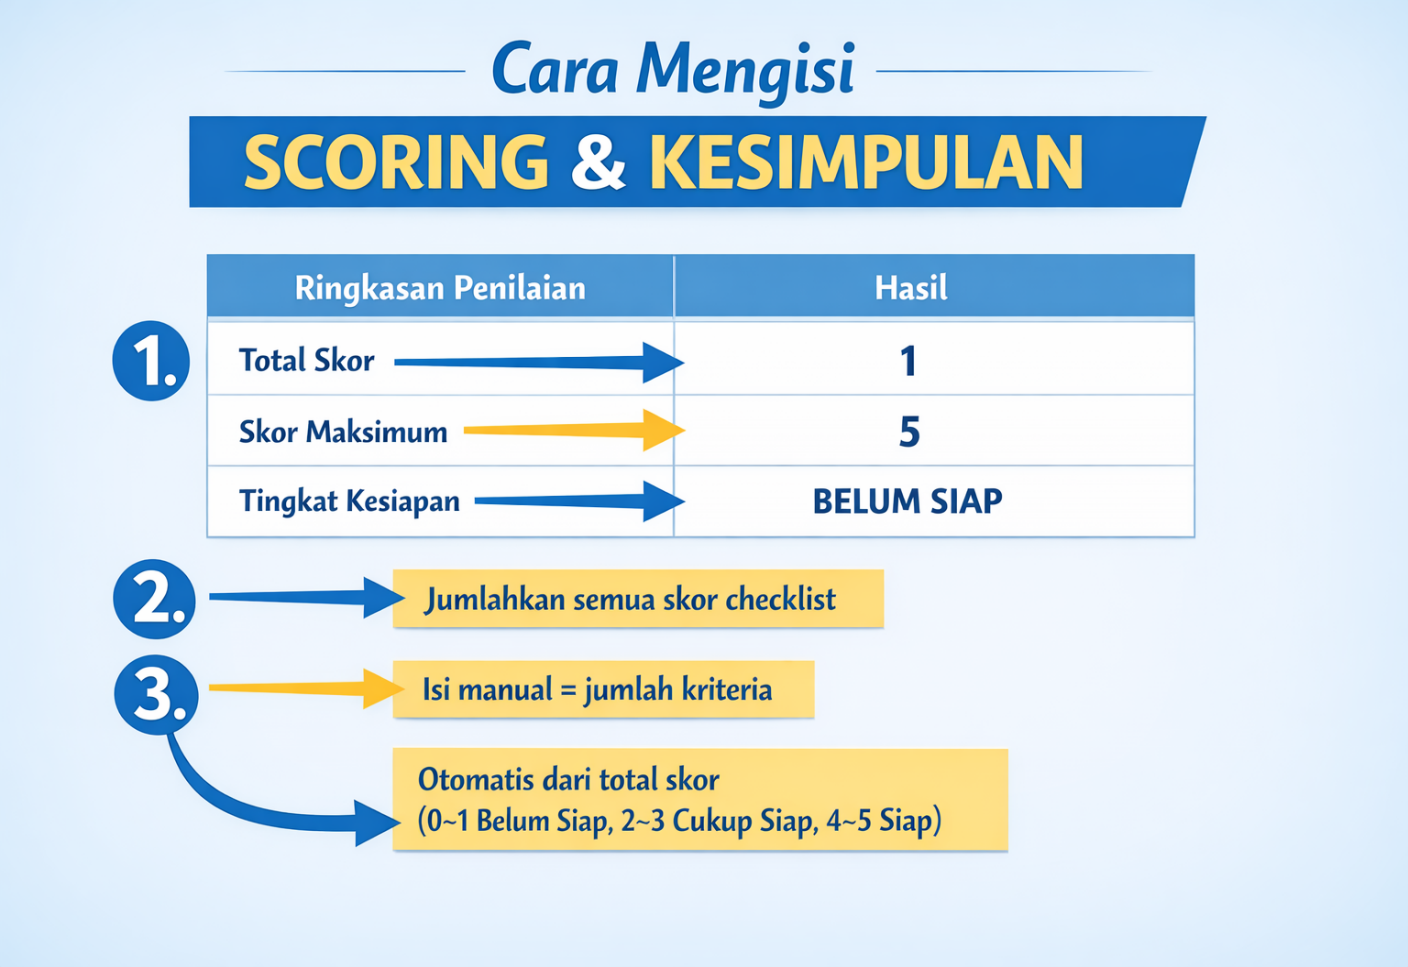 Cara Mengisi
SCORING & KESIMPULAN
Ringkasan Penilaian Hasil
1. Total Skor 1
Skor Maksimum 5
Tingkat Kesiapan BELUM SIAP
2. Jumlahkan semua skor checklist
3. Isi manual = jumlah kriteria
Otomatis dari total skor
(0~1 Belum Siap, 2~3 Cukup Siap, 4~5 Siap)